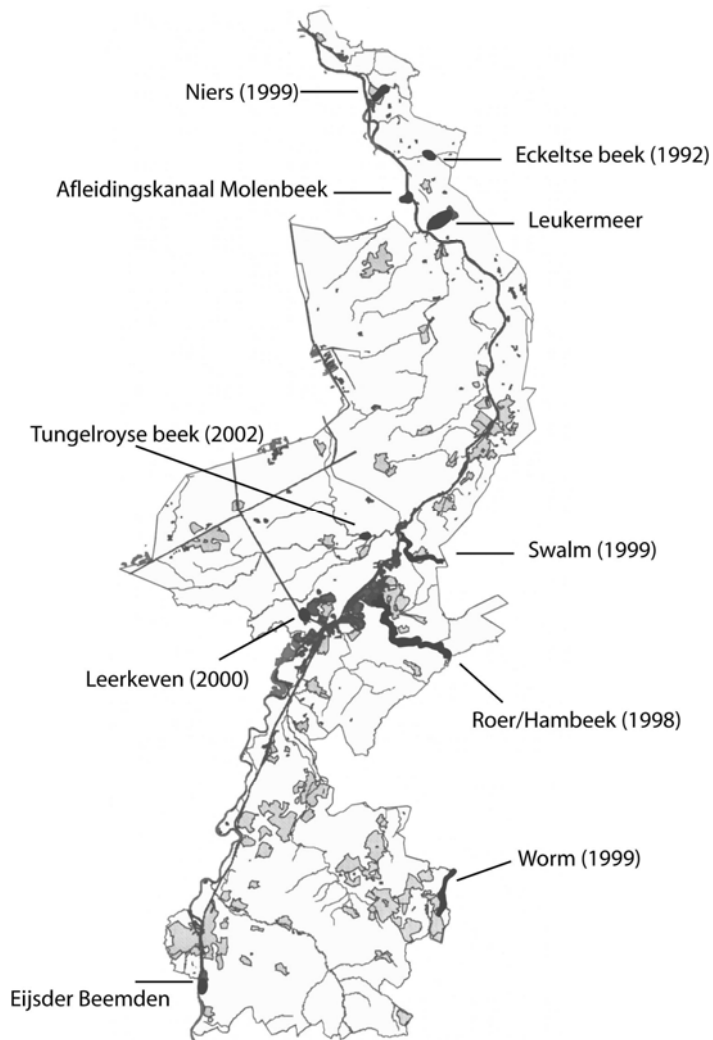 Niers (1999)
Eckeltse beek (1992)
Afleidingskanaal Molenbeek
Leukermeer
Tungelroyse beek (2002)
Swalm (1999)
Leerkeven (2000)
Roer/Hambeek (1998)
Worm (1999)
Eijsder Beemden